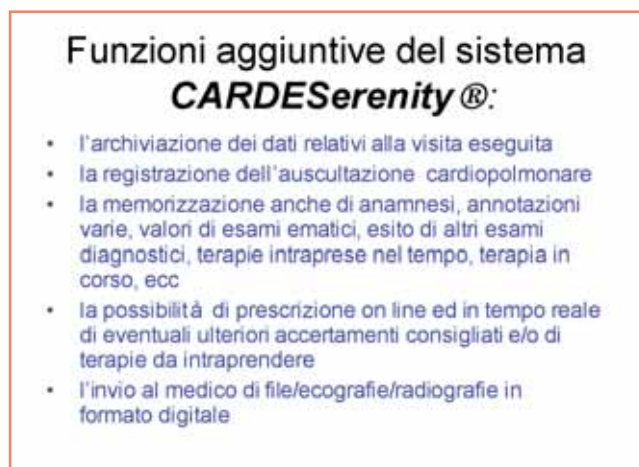 Funzioni aggiuntive del sistema
CARDESerenity®:
• l'archiviazione dei dati relativi alla visita eseguita
• la registrazione dell'auscultazione cardiopolmonare
• la memorizzazione anche di anamnesi, annotazioni
varie, valori di esami ematici, esito di altri esami
diagnostici, terapie intraprese nel tempo, terapia in
corso, ecc
• la possibilità di prescrizione on line ed in tempo reale
di eventuali ulteriori accertamenti consigliati e/o di
terapie da intraprendere
• l'invio al medico di file/ecografie/radiografie in
formato digitale